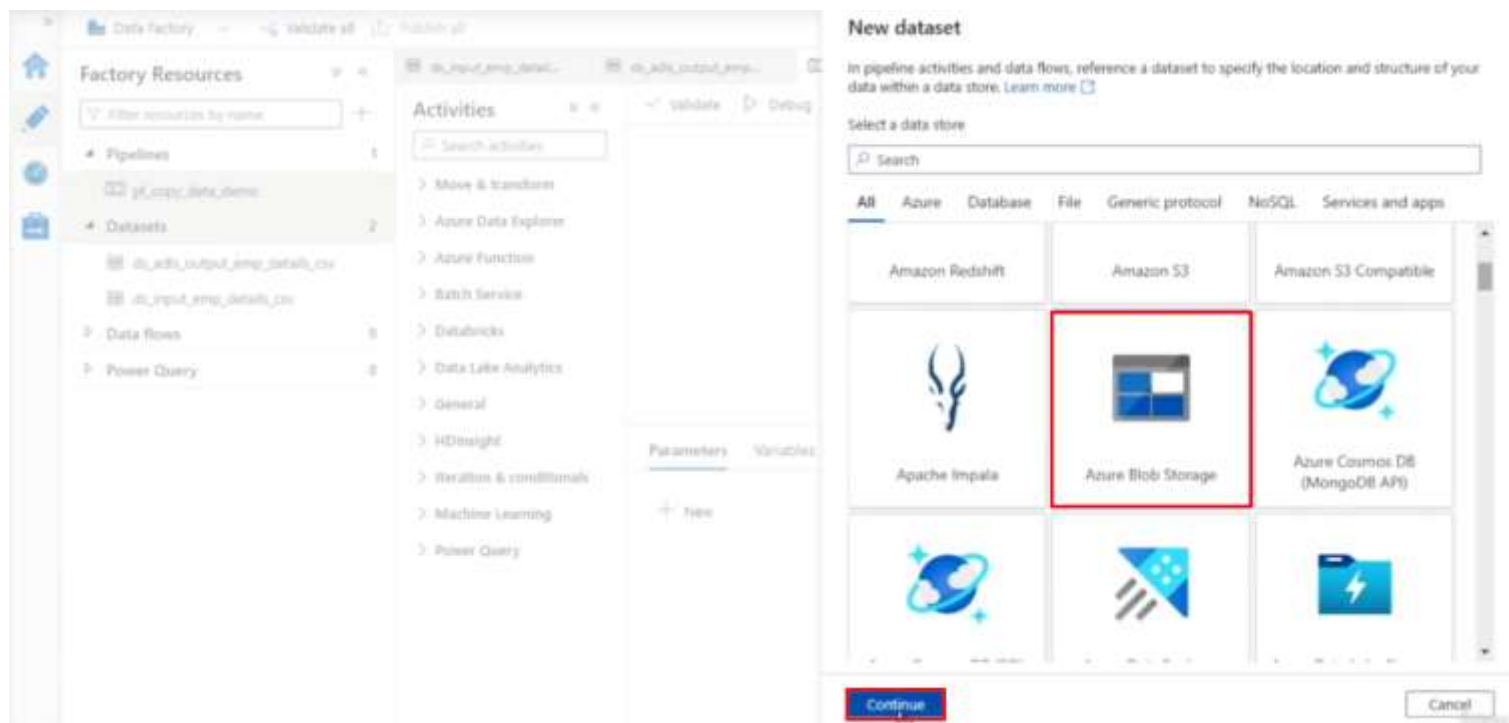 Data Factory
Validate all
Publish all
Factory Resources
Filter resources by name
Pipelines 1
pl_copy_data_demo
Datasets 2
ds_adls_output_emp_details_csv
ds_input_emp_details_csv
Data flows 0
Power Query 0
ds_input_emp_detail...
ds_adls_output_emp...
Activities
Validate
Debug
Search activities
Move & transform
Azure Data Explorer
Azure Function
Batch Service
Databricks
Data Lake Analytics
General
HDInsight
Iteration & conditionals
Machine Learning
Power Query
Parameters
Variables
New
New dataset
In pipeline activities and data flows, reference a dataset to specify the location and structure of your
data within a data store. Learn more
Select a data store
Search
All Azure Database File Generic protocol NoSQL Services and apps
Amazon Redshift
Amazon S3
Amazon S3 Compatible
Apache Impala
Azure Blob Storage
Azure Cosmos DB
(MongoDB API)
Continue
Cancel